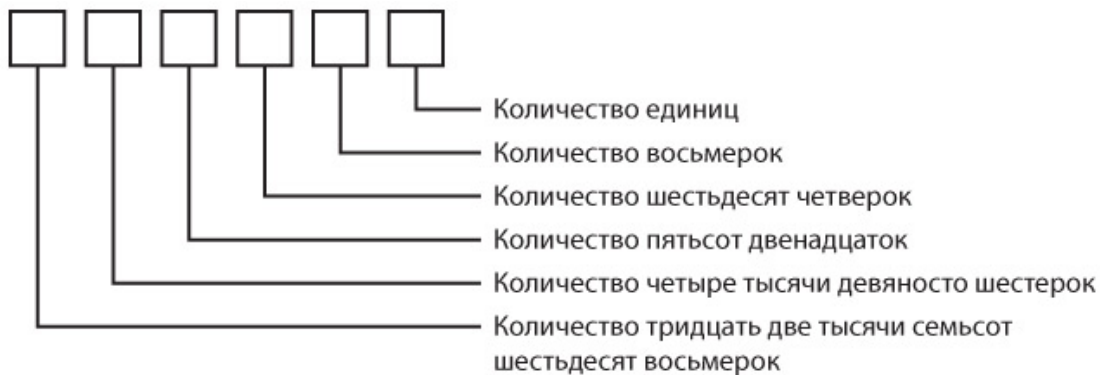 Количество единиц
Количество восьмерок
Количество шестьдесят четверок
Количество пятьсот двенадцаток
Количество четыре тысячи девяносто шестерок
Количество тридцать две тысячи семьсот
шестьдесят восьмерок